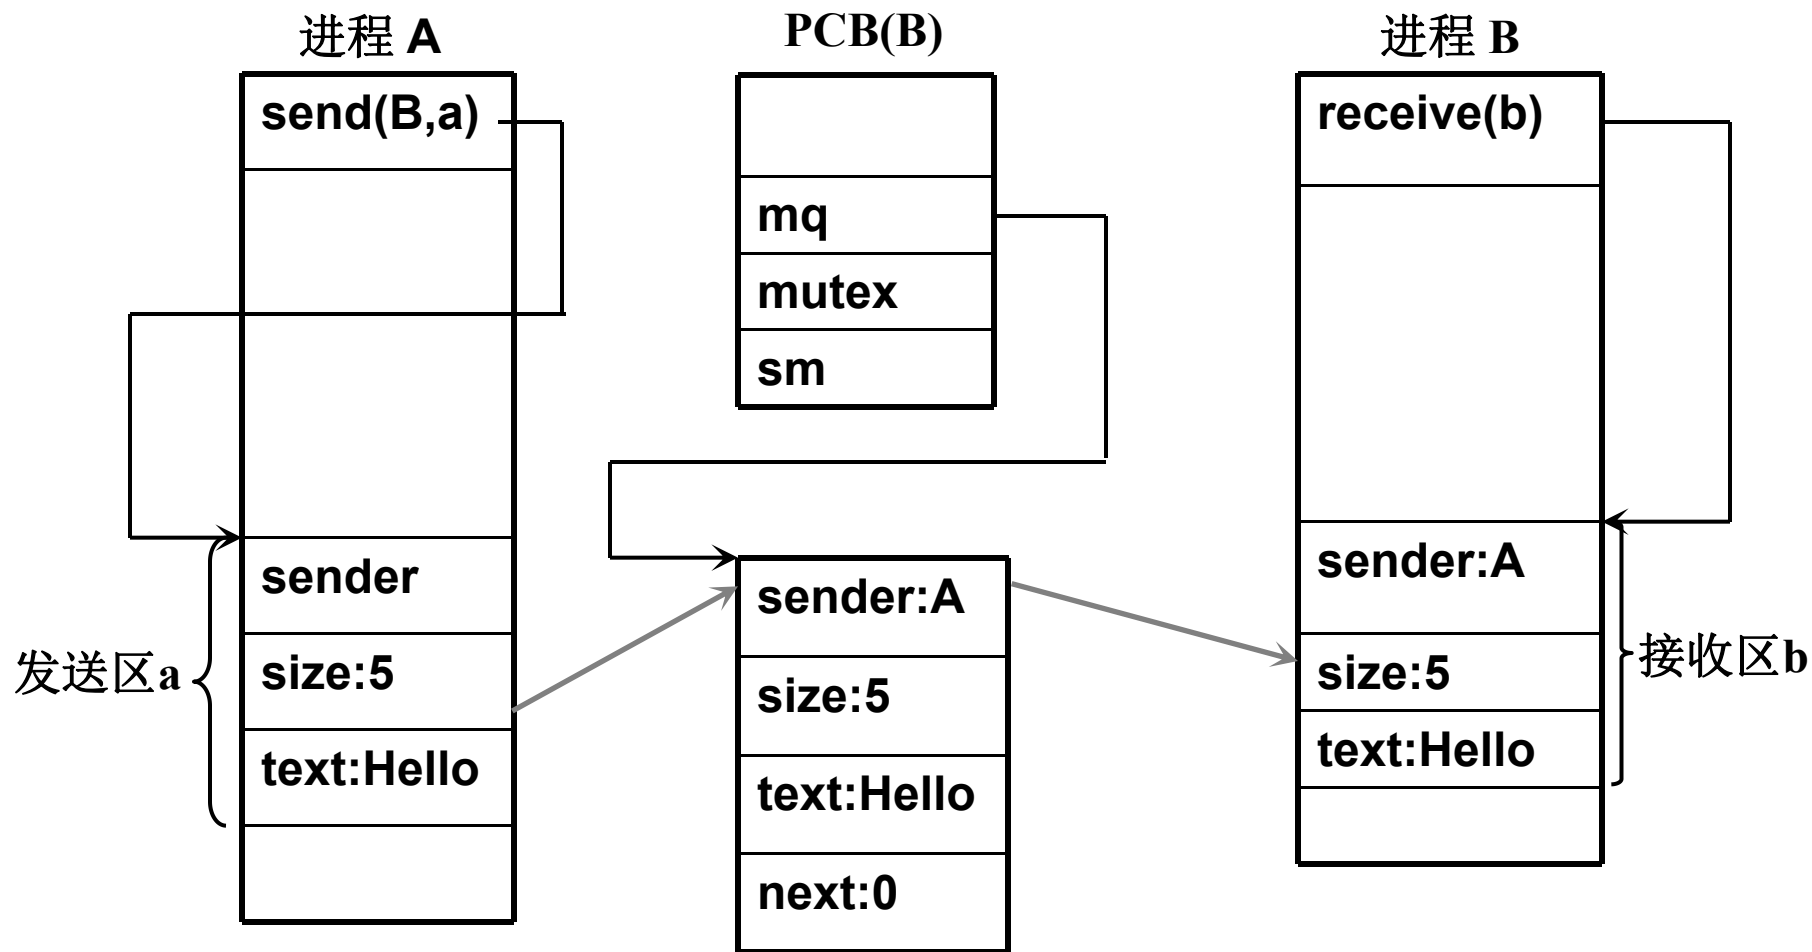 进程 A
send(B,a)
发送区a
sender
size:5
text:Hello
PCB(B)
mq
mutex
sm
sender:A
size:5
text:Hello
next:0
进程 B
receive(b)
sender:A
size:5
text:Hello
接收区b